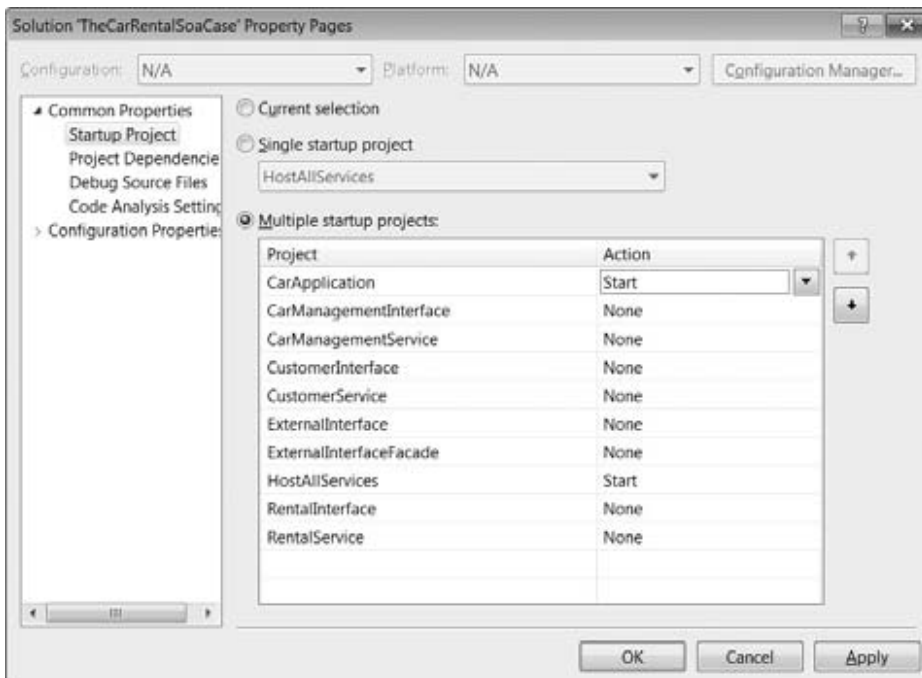 Solution 'TheCarRentalSoaCase' Property Pages
Configuration: N/A Platform: N/A Configuration Manager...
Common Properties
Startup Project
Project Dependencie
Debug Source Files
Code Analysis Setting
Configuration Properties
Current selection
Single startup project
HostAllServices
Multiple startup projects:
Project Action
CarApplication Start
CarManagementInterface None
CarManagementService None
CustomerInterface None
CustomerService None
ExternalInterface None
ExternalInterfaceFacade None
HostAllServices Start
RentalInterface None
RentalService None
OK Cancel Apply